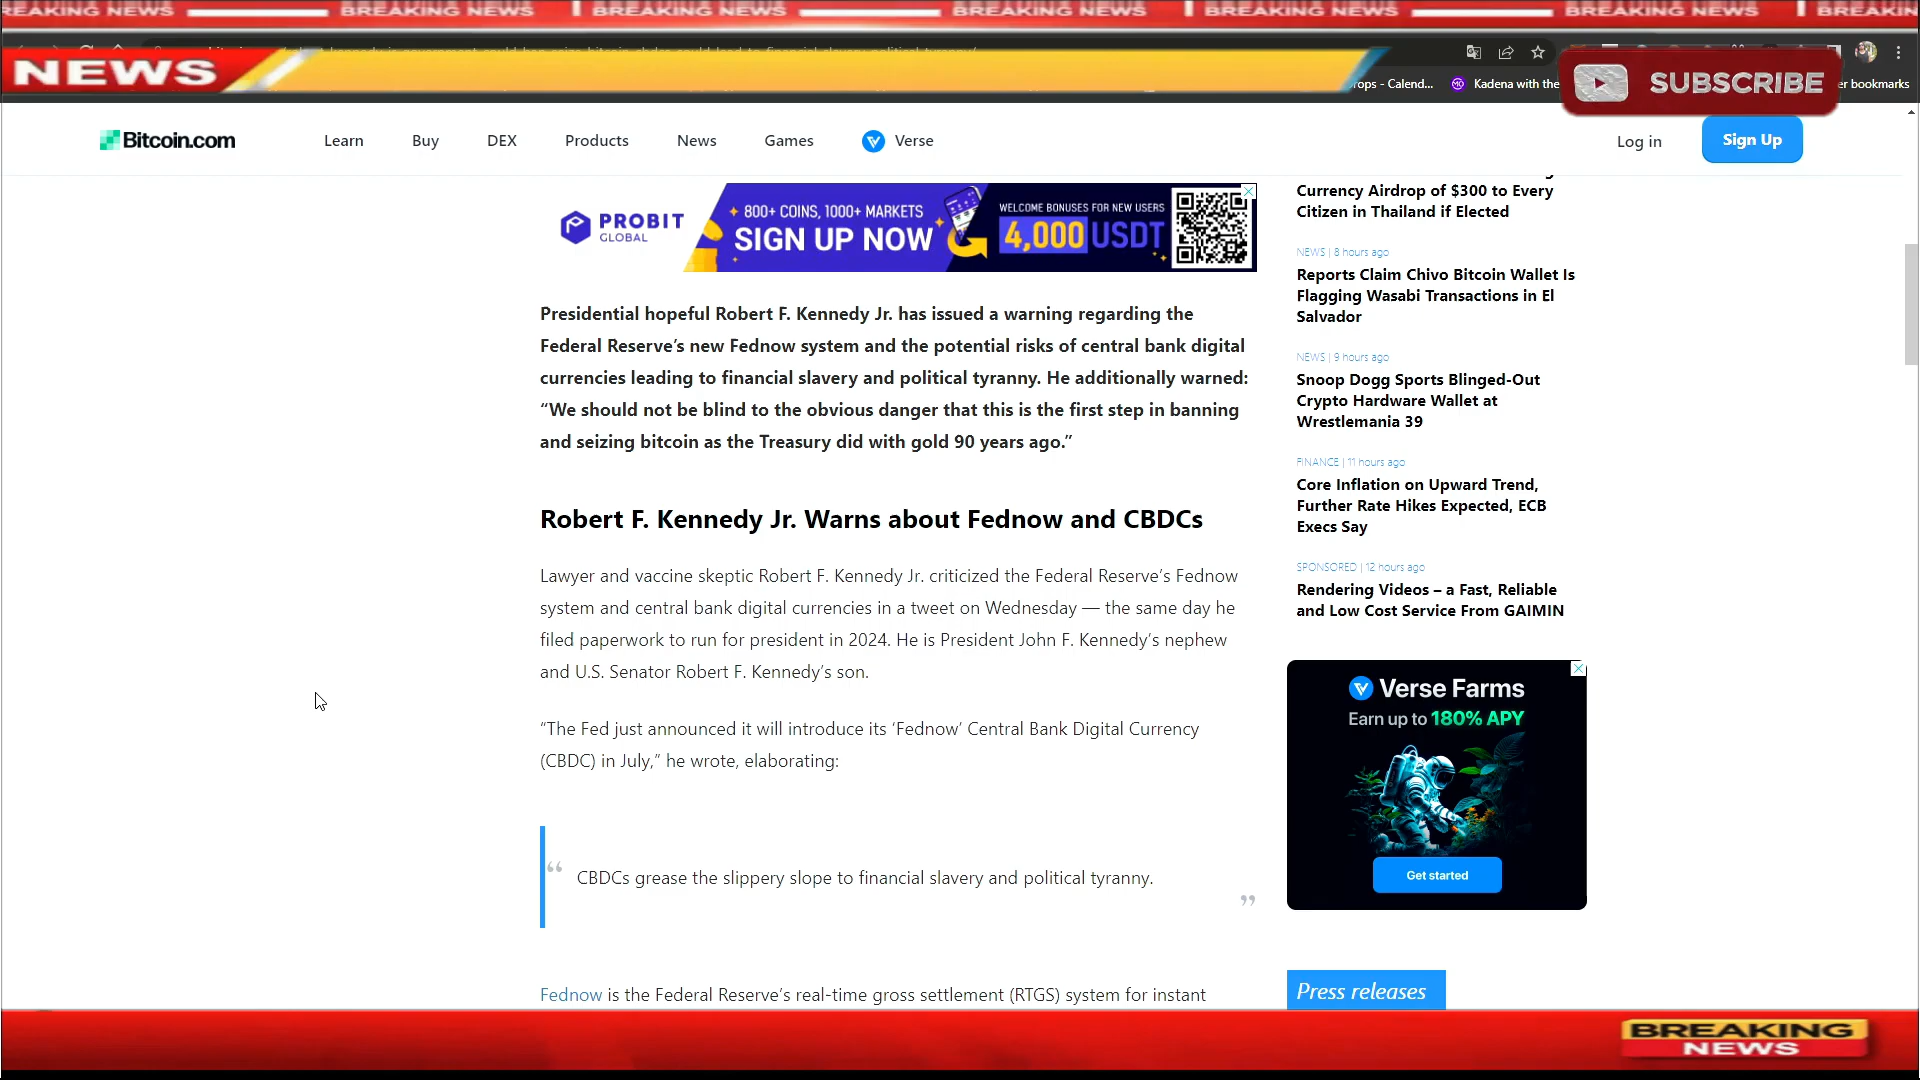 BREAKING NEWS BREAKING NEWS BREAKING NEWS BREAKING NEWS BREAKING NEWS BREAKING NEWS
NEWS
rops - Calend...
Kadena with the
er bookmarks
SUBSCRIBE
Bitcoin.com
Learn
Buy
DEX
Products
News
Games
Verse
Log in
Sign Up
PROBIT
GLOBAL
800+ COINS, 1000+ MARKETS
SIGN UP NOW
WELCOME BONUSES FOR NEW USERS
4,000 USDT
Presidential hopeful Robert F. Kennedy Jr. has issued a warning regarding the
Federal Reserve’s new Fednow system and the potential risks of central bank digital
currencies leading to financial slavery and political tyranny. He additionally warned:
“We should not be blind to the obvious danger that this is the first step in banning
and seizing bitcoin as the Treasury did with gold 90 years ago.”
Robert F. Kennedy Jr. Warns about Fednow and CBDCs
Lawyer and vaccine skeptic Robert F. Kennedy Jr. criticized the Federal Reserve’s Fednow
system and central bank digital currencies in a tweet on Wednesday — the same day he
filed paperwork to run for president in 2024. He is President John F. Kennedy’s nephew
and U.S. Senator Robert F. Kennedy’s son.
“The Fed just announced it will introduce its ‘Fednow’ Central Bank Digital Currency
(CBDC) in July,” he wrote, elaborating:
“ CBDCs grease the slippery slope to financial slavery and political tyranny. ”
Fednow is the Federal Reserve’s real-time gross settlement (RTGS) system for instant
Currency Airdrop of $300 to Every
Citizen in Thailand if Elected
NEWS | 8 hours ago
Reports Claim Chivo Bitcoin Wallet Is
Flagging Wasabi Transactions in El
Salvador
NEWS | 9 hours ago
Snoop Dogg Sports Blinged-Out
Crypto Hardware Wallet at
Wrestlemania 39
FINANCE | 11 hours ago
Core Inflation on Upward Trend,
Further Rate Hikes Expected, ECB
Execs Say
SPONSORED | 12 hours ago
Rendering Videos – a Fast, Reliable
and Low Cost Service From GAIMIN
Verse Farms
Earn up to 180% APY
Get started
Press releases
BREAKING
NEWS